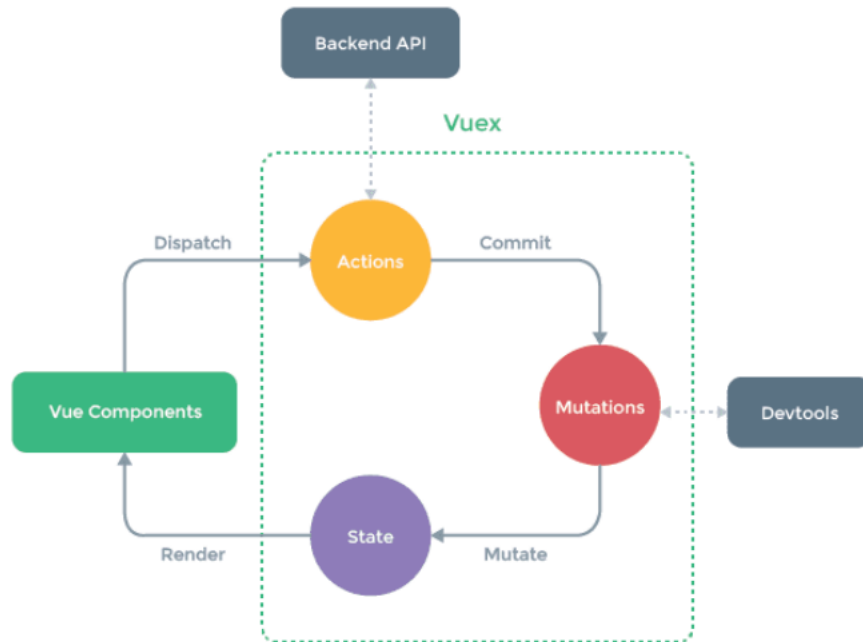 Backend API
Vuex
Dispatch
Commit
Actions
Vue Components
Mutations
Devtools
State
Render
Mutate